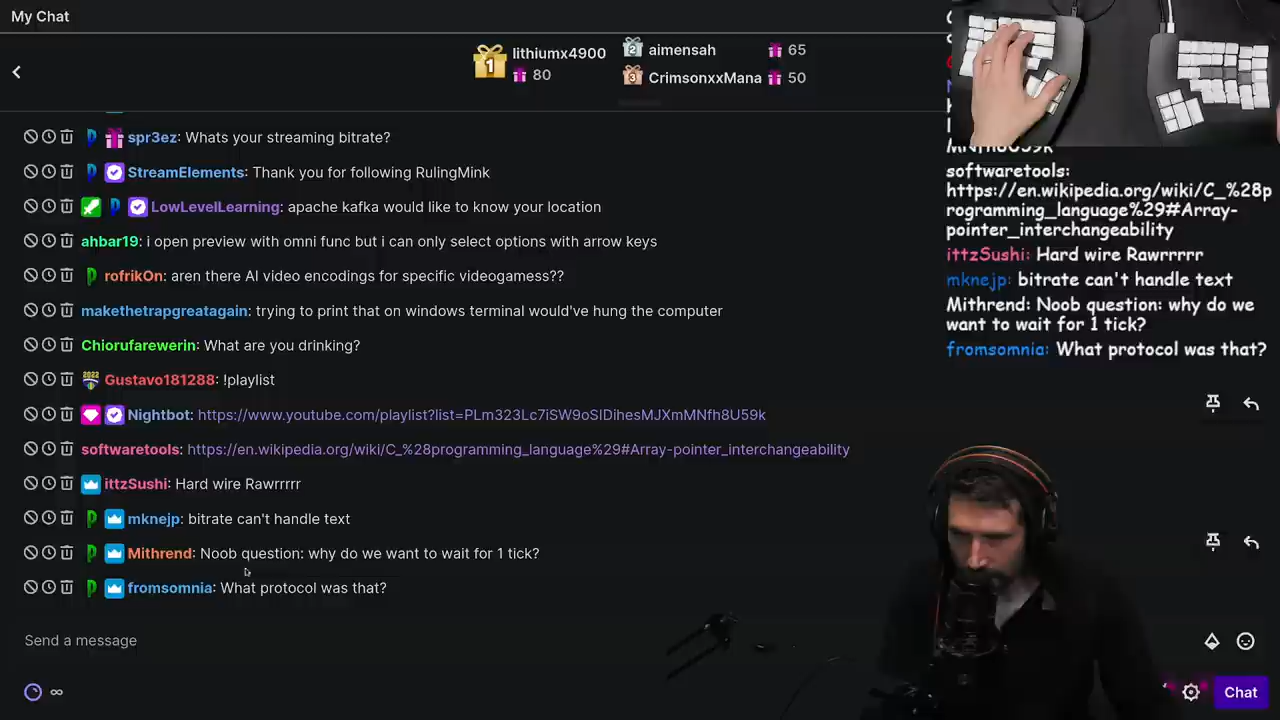 My Chat
lithiumx4900
80
aimensah
65
CrimsonxxMana
50
spr3ez: Whats your streaming bitrate?
StreamElements: Thank you for following RulingMink
LowLevelLearning: apache kafka would like to know your location
ahbar19: i open preview with omni func but i can only select options with arrow keys
rofrikOn: aren there AI video encodings for specific videogamess??
makethetrapgreatagain: trying to print that on windows terminal would've hung the computer
Chiorufarewerin: What are you drinking?
Gustavo181288: !playlist
Nightbot: https://www.youtube.com/playlist?list=PLm323Lc7iSW9oSIDihesMJXmMNfh8U59k
softwaretools: https://en.wikipedia.org/wiki/C_%28programming_language%29#Array-pointer_interchangeability
ittzSushi: Hard wire Rawrrrrr
mknejp: bitrate can't handle text
Mithrend: Noob question: why do we want to wait for 1 tick?
fromsomnia: What protocol was that?
Send a message
Chat
MNfh8U59k
softwaretools:
https://en.wikipedia.org/wiki/C_%28p
rogramming_language%29#Array-
pointer_interchangeability
ittzSushi: Hard wire Rawrrrrr
mknejp: bitrate can't handle text
Mithrend: Noob question: why do we
want to wait for 1 tick?
fromsomnia: What protocol was that?